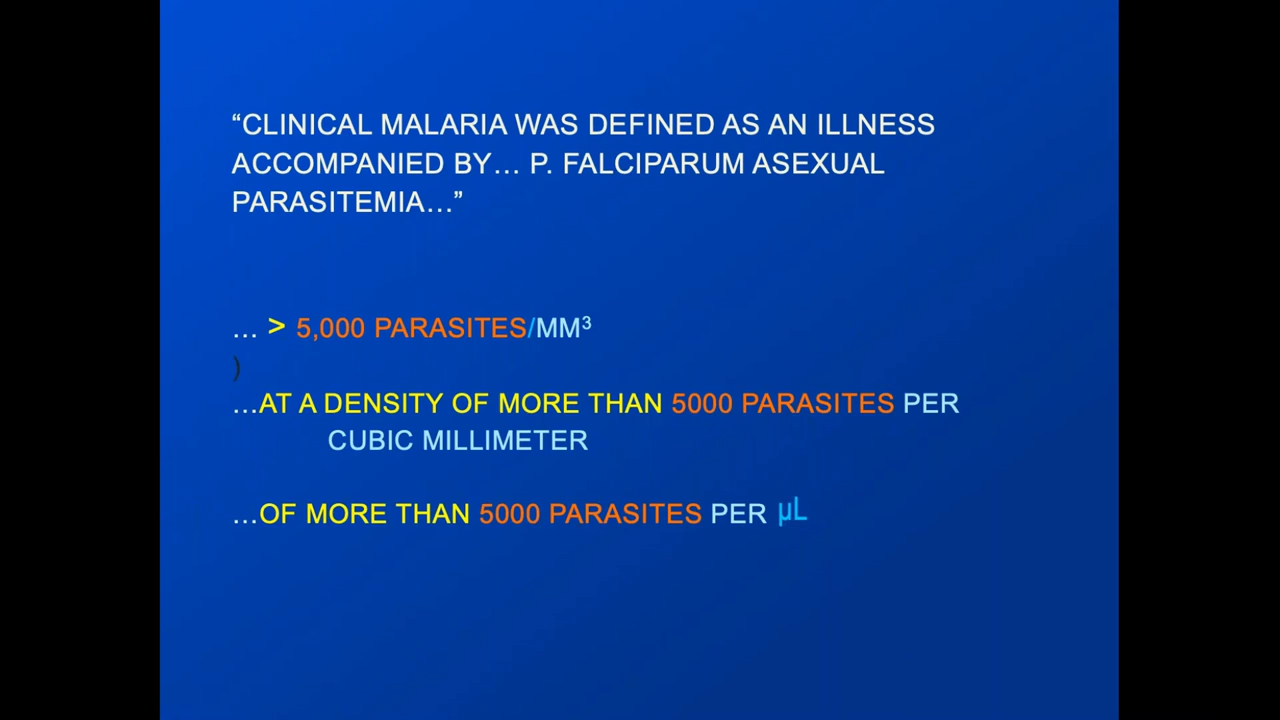 “CLINICAL MALARIA WAS DEFINED AS AN ILLNESS
ACCOMPANIED BY… P. FALCIPARUM ASEXUAL
PARASITEMIA…”
… > 5,000 PARASITES/MM³
)
…AT A DENSITY OF MORE THAN 5000 PARASITES PER
CUBIC MILLIMETER
…OF MORE THAN 5000 PARASITES PER μL